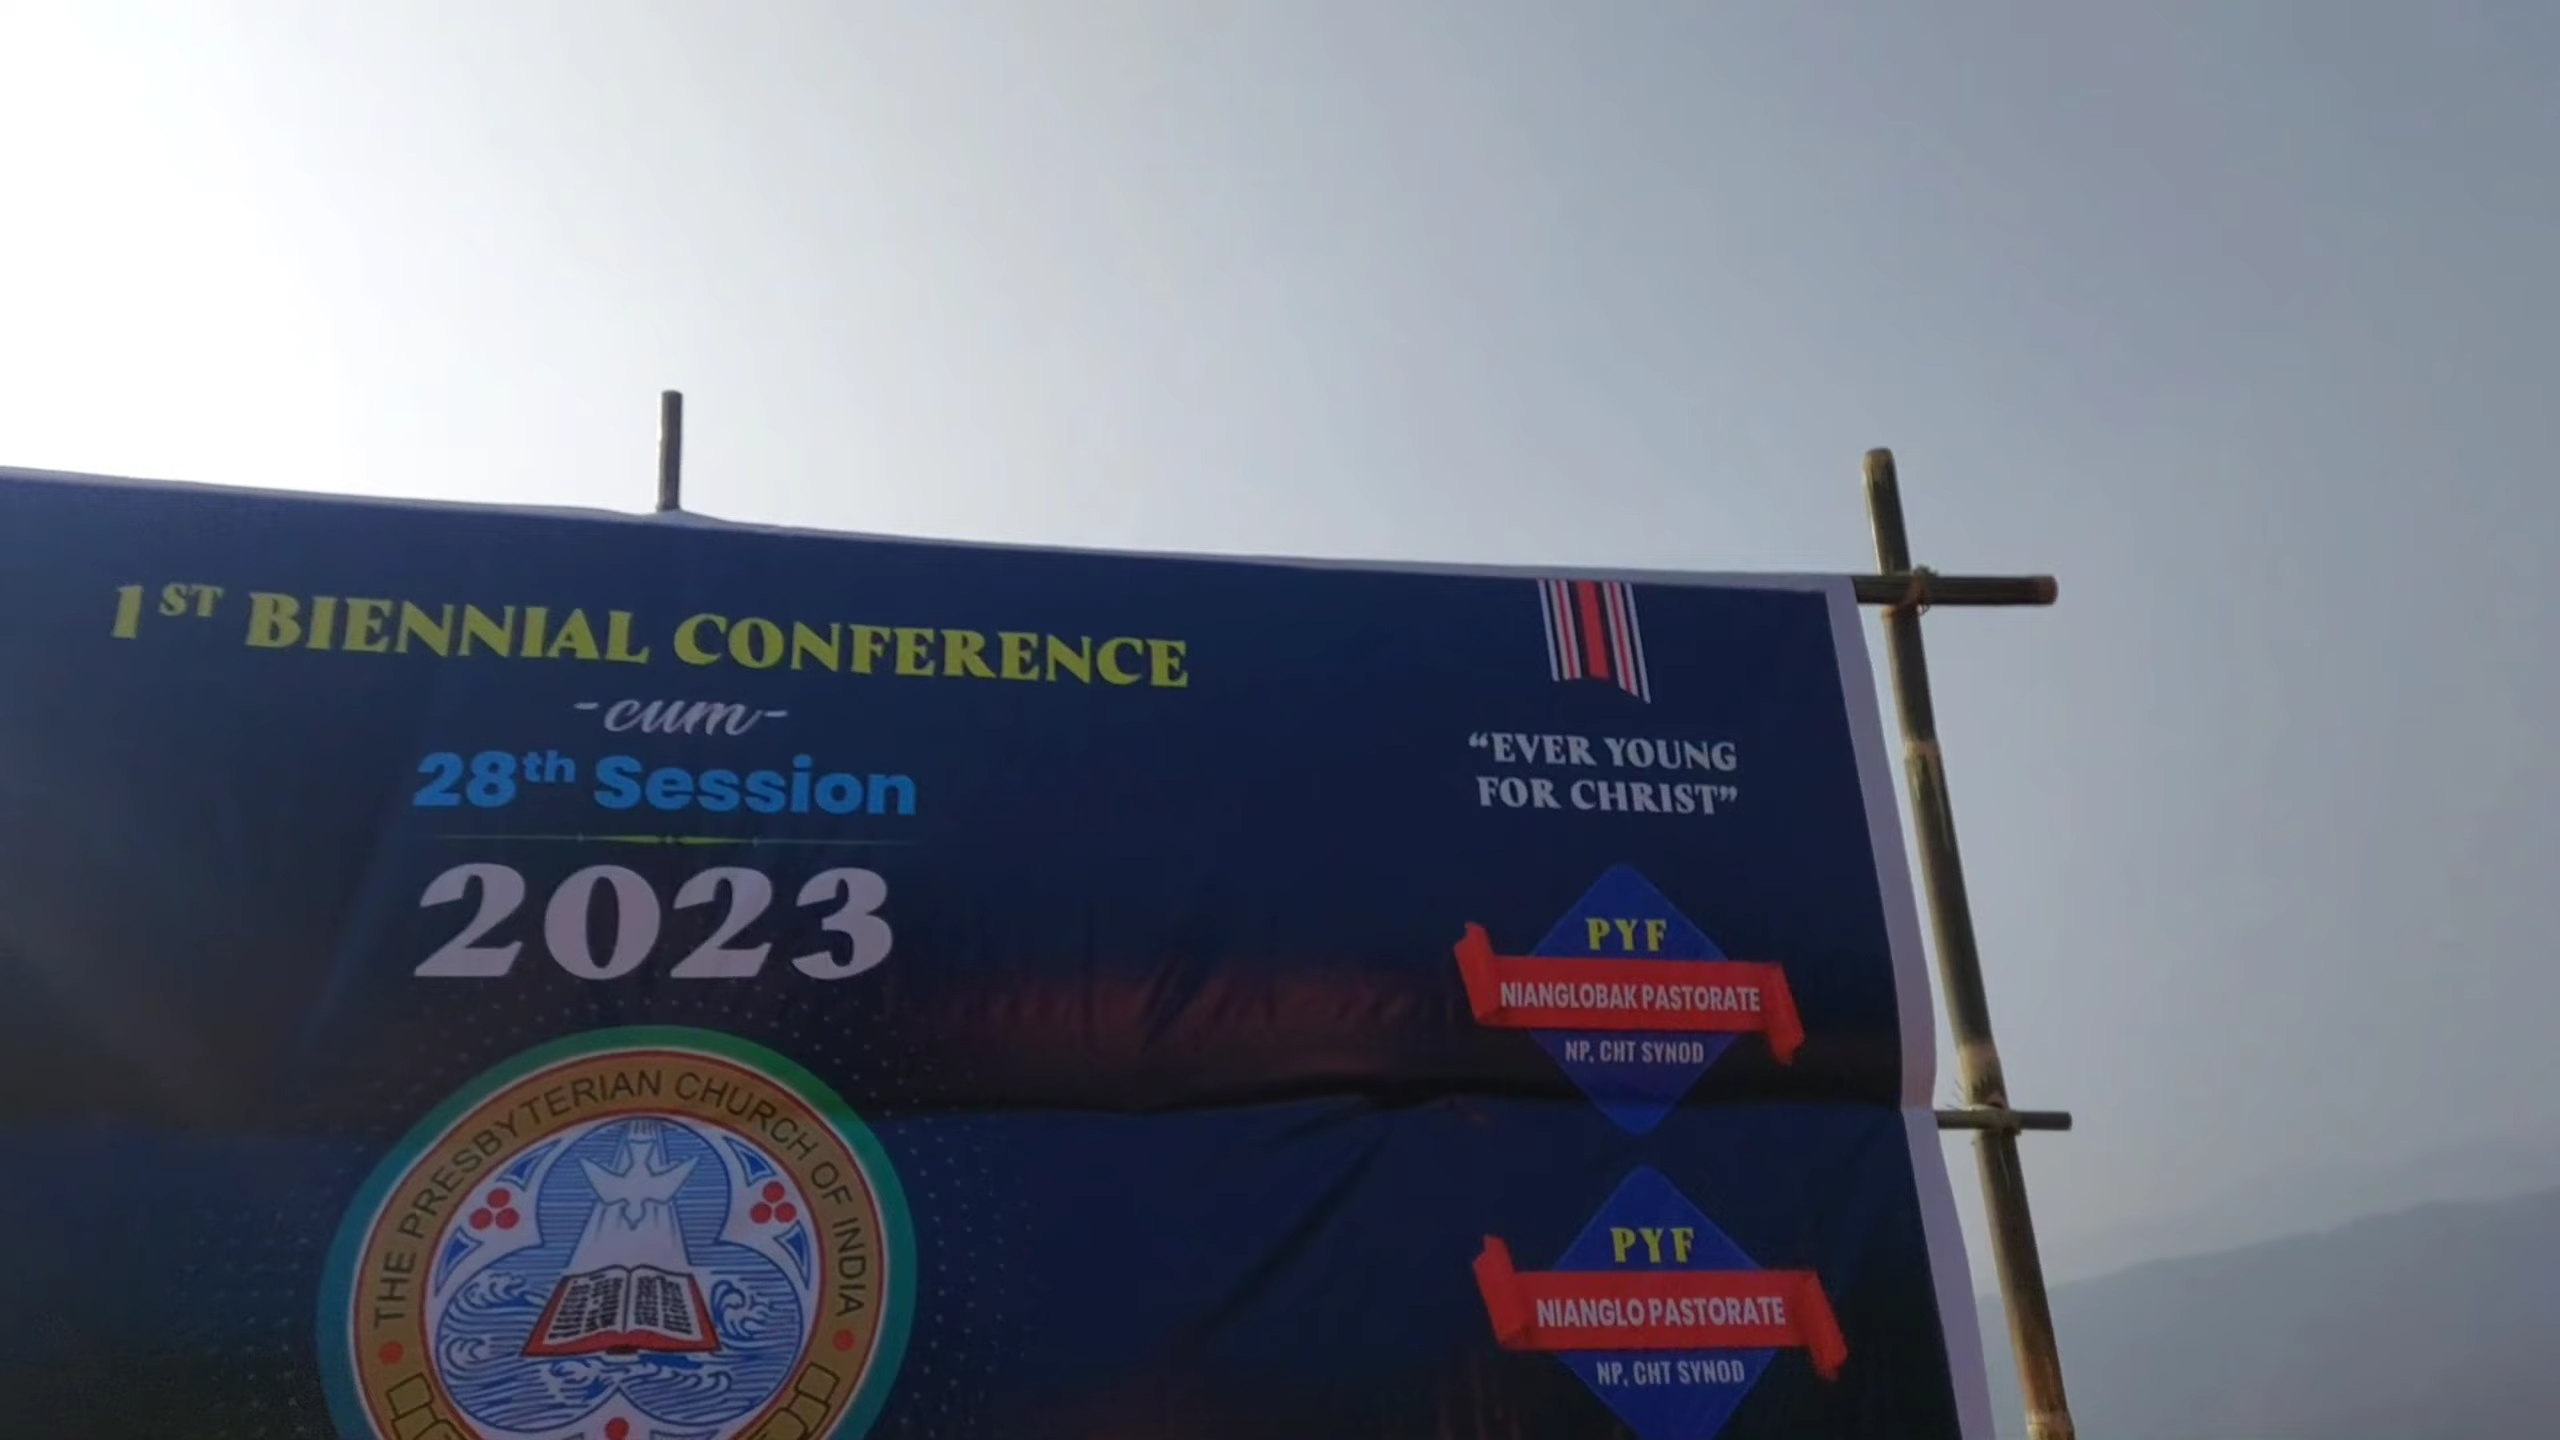 1ST BIENNIAL CONFERENCE
-cum-
28th Session
2023
THE PRESBYTERIAN CHURCH OF INDIA
“EVER YOUNG
FOR CHRIST”
PYF
NIANGLOBAK PASTORATE
NP, CHT SYNOD
PYF
NIANGLO PASTORATE
NP, CHT SYNOD